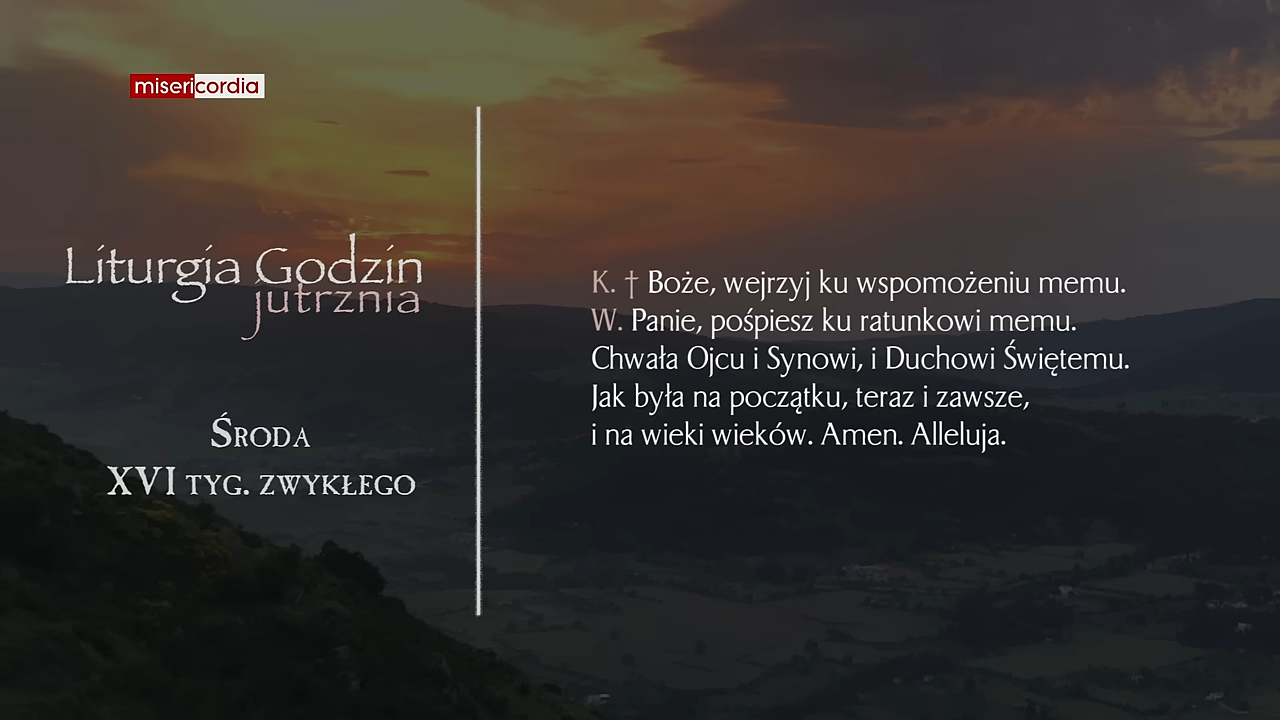 misericordia
Liturgia Godzin
jutrznia
Środa
XVI tyg. zwykłego
K. † Boże, wejrzyj ku wspomożeniu memu.
W. Panie, pośpiesz ku ratunkowi memu.
Chwała Ojcu i Synowi, i Duchowi Świętemu.
Jak była na początku, teraz i zawsze,
i na wieki wieków. Amen. Alleluja.